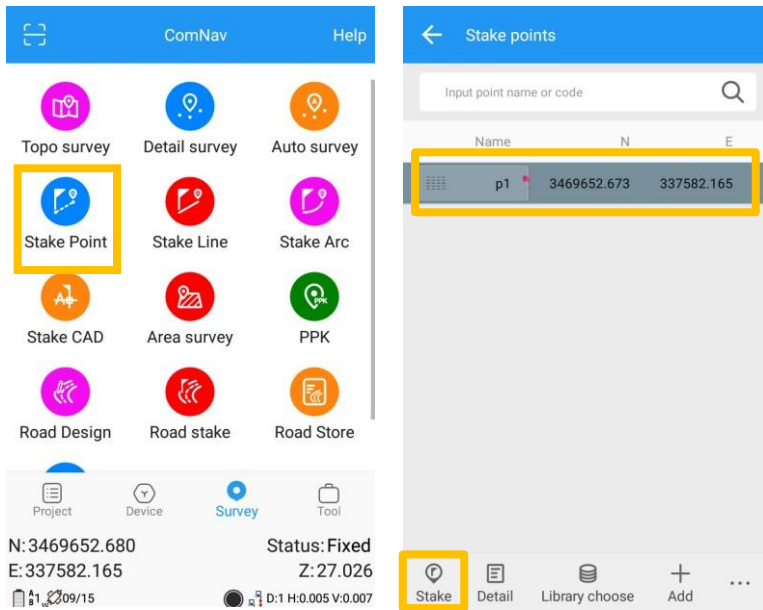 ComNav Help
Topo survey Detail survey Auto survey
Stake Point Stake Line Stake Arc
Stake CAD Area survey PPK
Road Design Road stake Road Store
Project Device Survey Tool
N:3469652.680 Status:Fixed
E:337582.165 Z:27.026
1 09/15 D:1 H:0.005 V:0.007
Stake points
Input point name or code
Name N E
p1 3469652.673 337582.165
Stake Detail Library choose Add ...